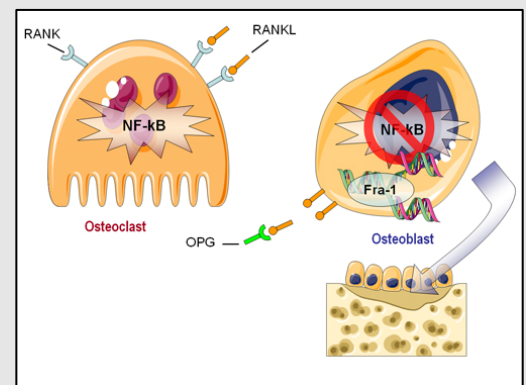 RANK
RANKL
NF-kB
NF-kB
Fra-1
Osteoclast
OPG
Osteoblast